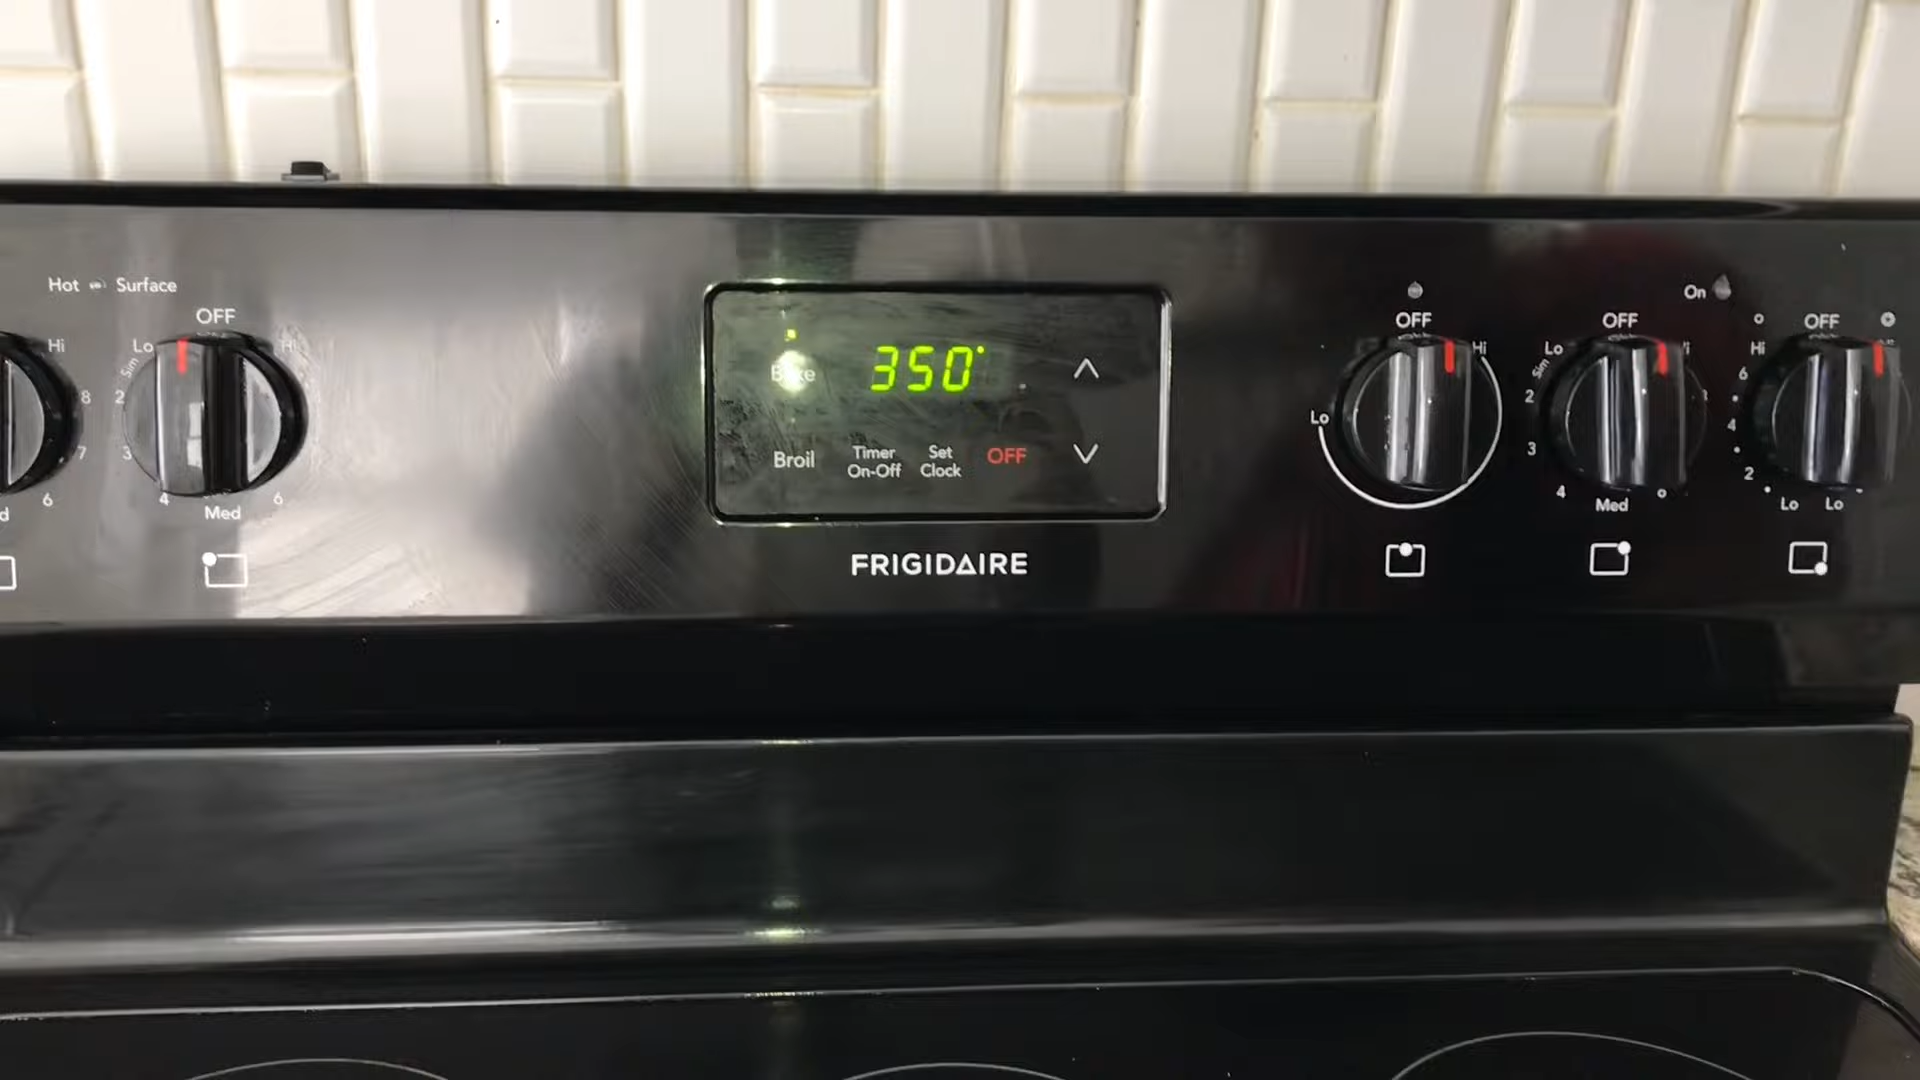 Hot Surface
On
OFF
OFF
OFF
OFF
Hi
Lo
Hi
Hi
Lo
Hi
Sim
Sim
8
2
Bake
350°
Lo
2
6
7
3
3
4
6
4
6
Broil
Timer
On-Off
Set
Clock
OFF
4
2
Med
Med
Lo
Lo
FRIGIDAIRE